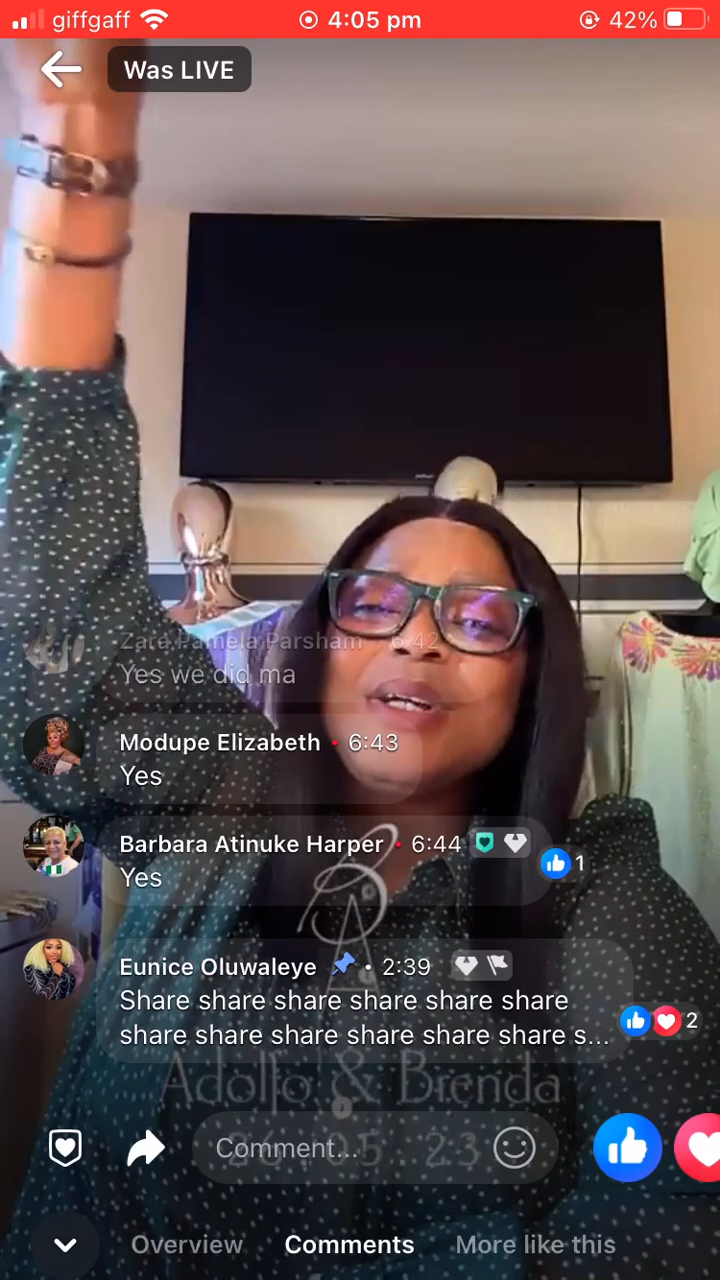 giffgaff
4:05 pm
42%
Was LIVE
Zara Pamela Parsham 6:42
Yes we did ma
Modupe Elizabeth • 6:43
Yes
Barbara Atinuke Harper • 6:44
1
Yes
Eunice Oluwaleye • 2:39
Share share share share share share
share share share share share share s...
2
Adolfo & Brenda
Comment...
Overview
Comments
More like this